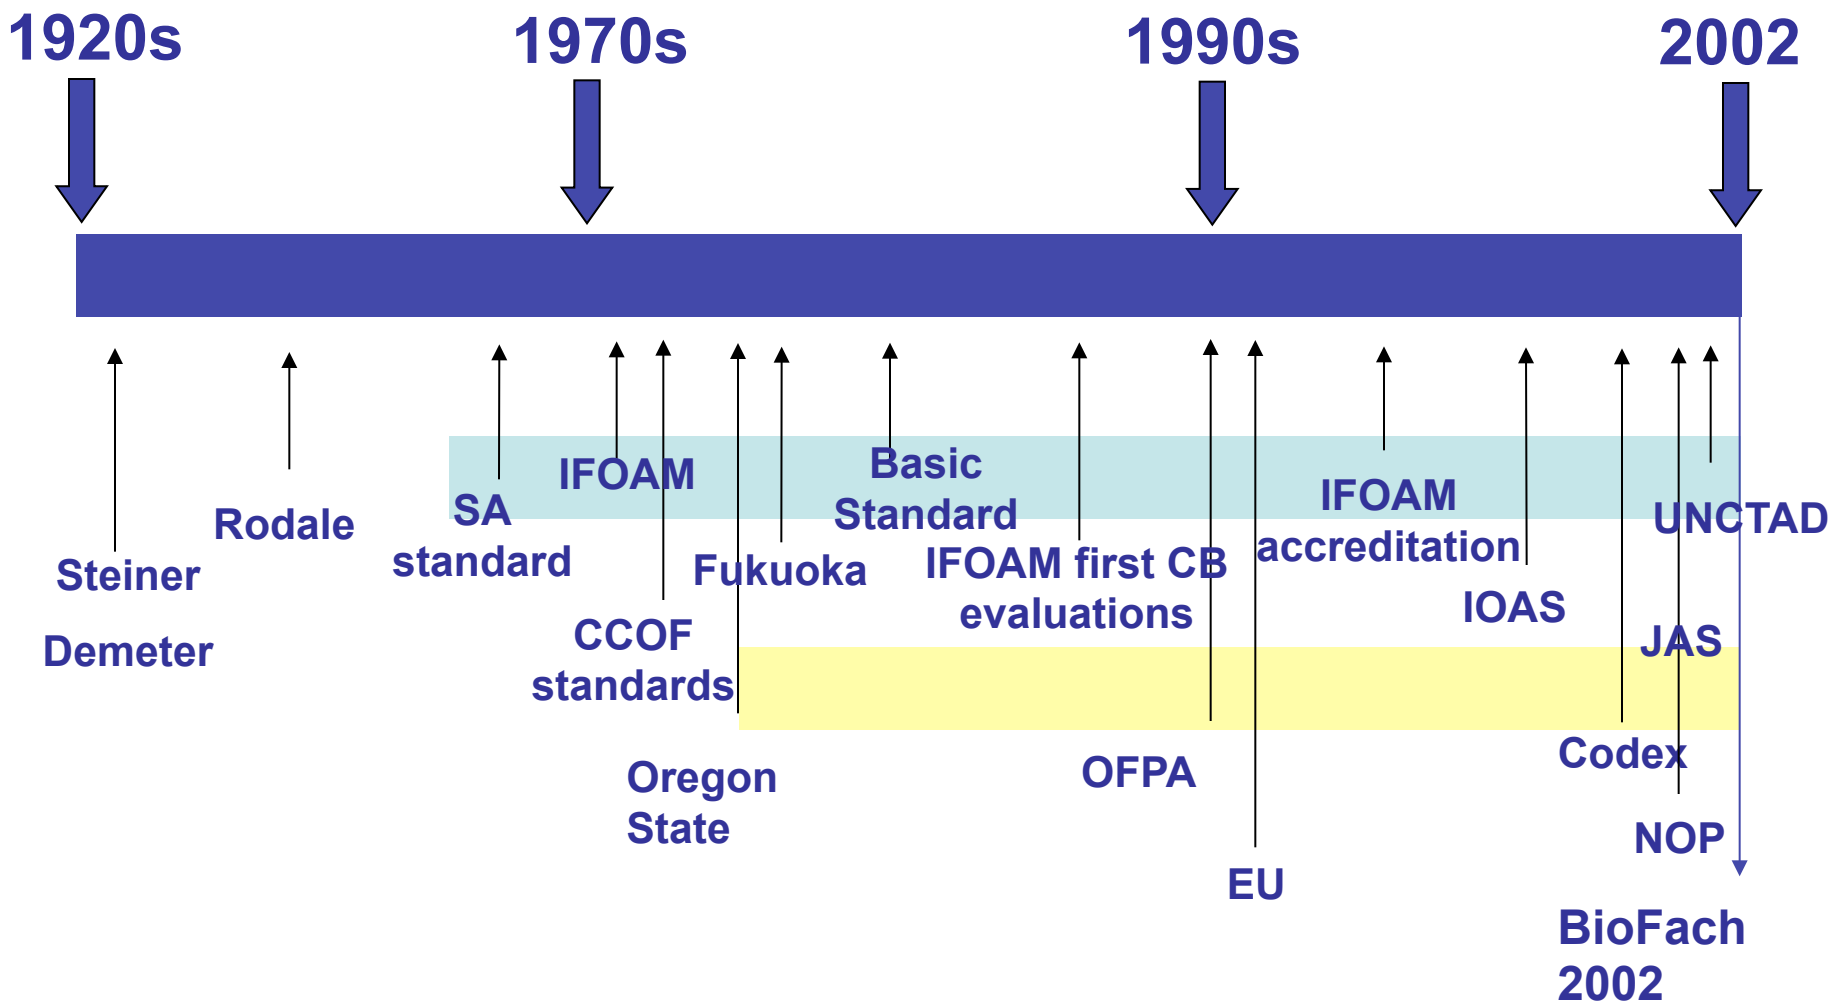 1920s
1970s
1990s
2002
Steiner
Demeter
Rodale
SA
standard
IFOAM
CCOF
standards
Oregon
State
Fukuoka
Basic
Standard
IFOAM first CB
evaluations
OFPA
EU
IFOAM
accreditation
IOAS
Codex
JAS
NOP
UNCTAD
BioFach
2002